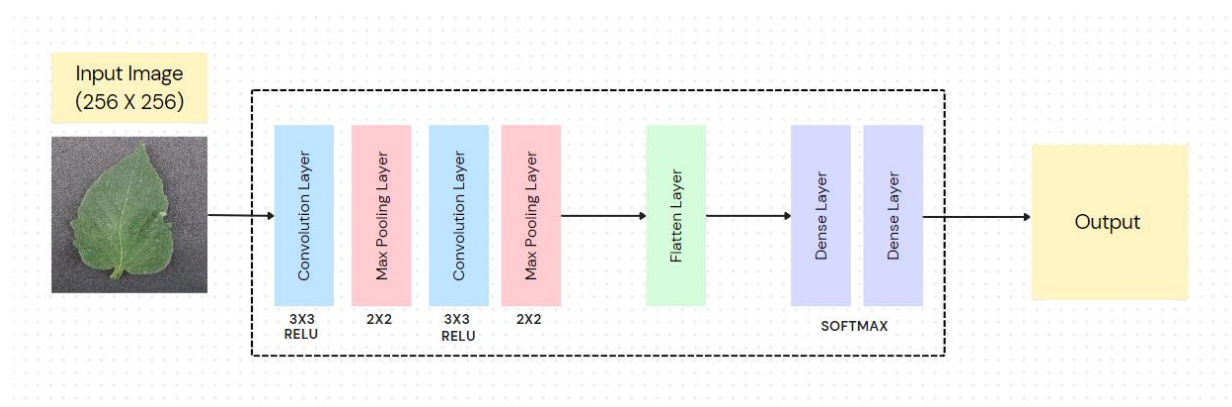 Input Image
(256 X 256)
Convolution Layer
Max Pooling Layer
Convolution Layer
Max Pooling Layer
Flatten Layer
Dense Layer
Dense Layer
Output
3X3
RELU
2X2
3X3
RELU
2X2
SOFTMAX